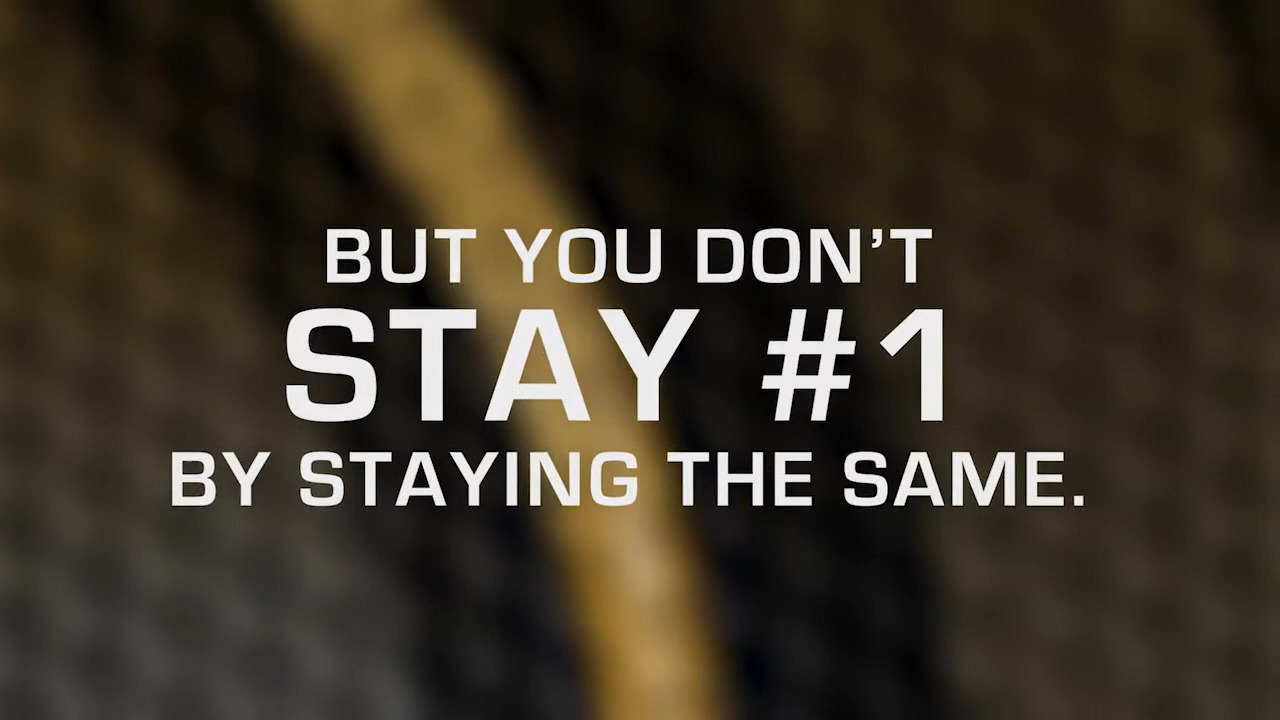 BUT YOU DON’T
STAY #1
BY STAYING THE SAME.